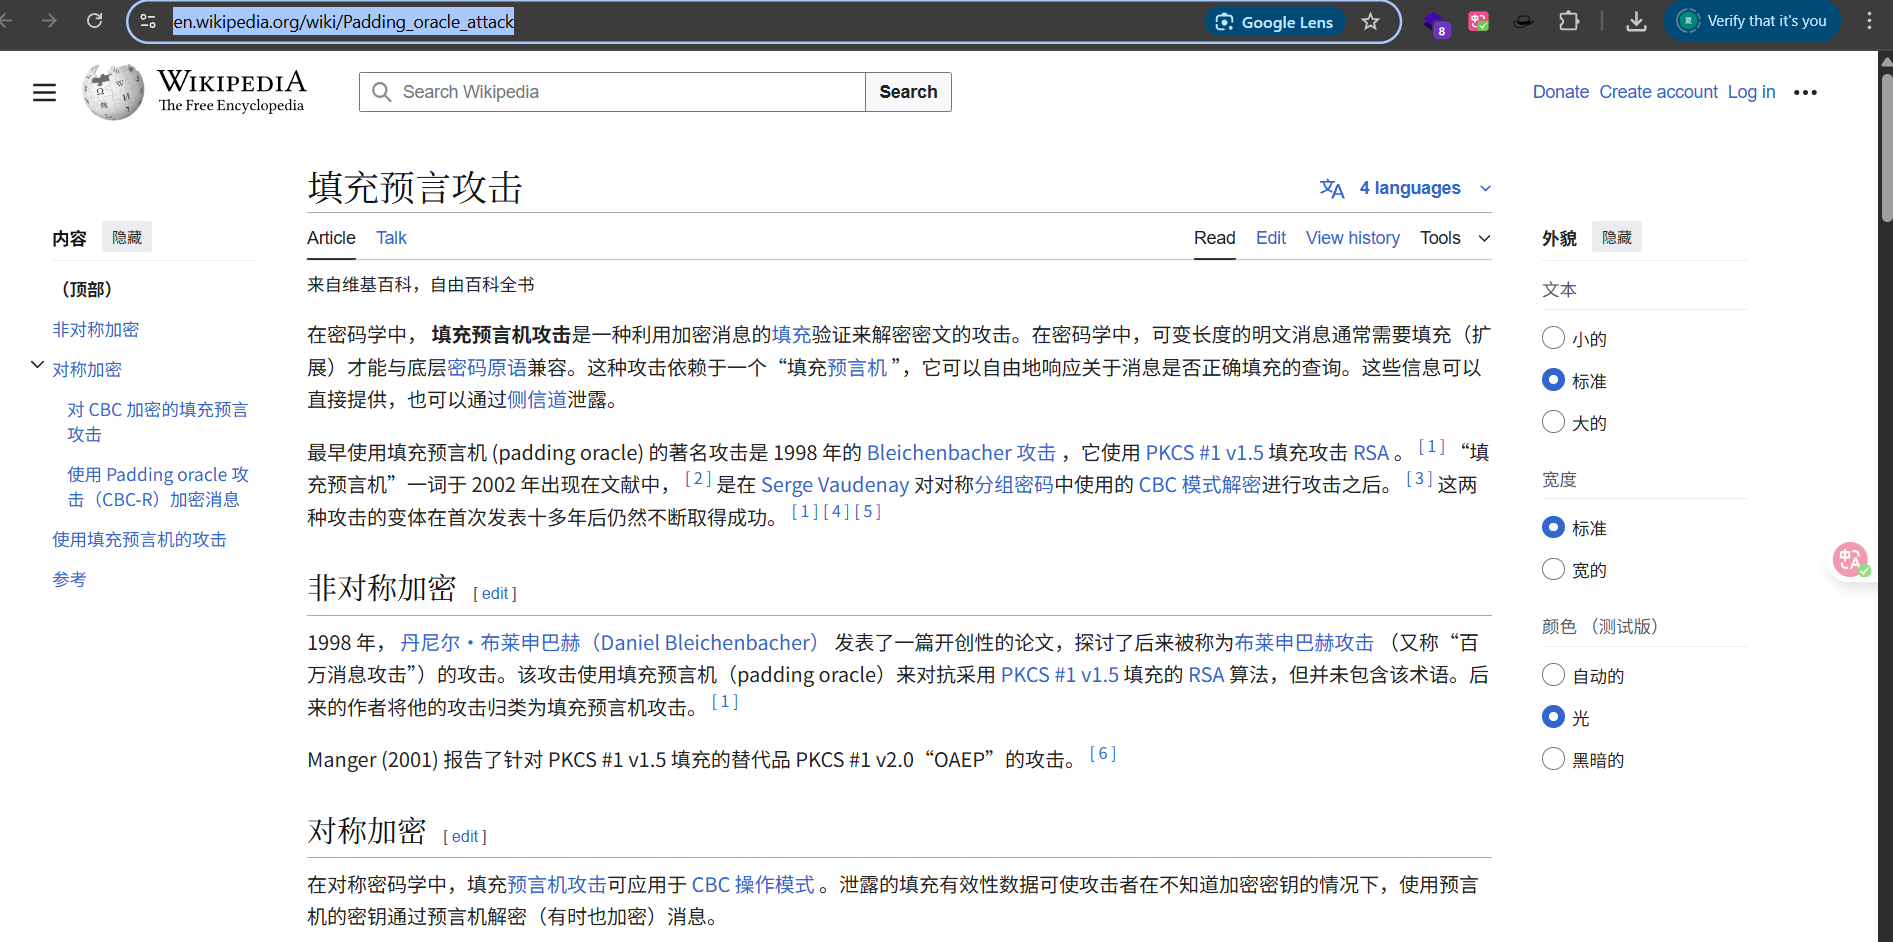 en.wikipedia.org/wiki/Padding_oracle_attack
Google Lens
8
Verify that it's you
WIKIPEDIA
The Free Encyclopedia
Search Wikipedia
Search
Donate Create account Log in
填充预言攻击
4 languages
Article Talk
Read Edit View history Tools
来自维基百科，自由百科全书
内容 隐藏
（顶部）
非对称加密
对称加密
对 CBC 加密的填充预言
攻击
使用 Padding oracle 攻
击（CBC-R）加密消息
使用填充预言机的攻击
参考
在密码学中， 填充预言机攻击是一种利用加密消息的填充验证来解密密文的攻击。在密码学中，可变长度的明文消息通常需要填充（扩
展）才能与底层密码原语兼容。这种攻击依赖于一个“填充预言机 ”，它可以自由地响应关于消息是否正确填充的查询。这些信息可以
直接提供，也可以通过侧信道泄露。
最早使用填充预言机 (padding oracle) 的著名攻击是 1998 年的 Bleichenbacher 攻击 ，它使用 PKCS #1 v1.5 填充攻击 RSA 。 [ 1 ] “填
充预言机”一词于 2002 年出现在文献中， [ 2 ] 是在 Serge Vaudenay 对对称分组密码中使用的 CBC 模式解密进行攻击之后。 [ 3 ] 这两
种攻击的变体在首次发表十多年后仍然不断取得成功。 [ 1 ] [ 4 ] [ 5 ]
非对称加密 [ edit ]
1998 年， 丹尼尔·布莱申巴赫（Daniel Bleichenbacher） 发表了一篇开创性的论文，探讨了后来被称为布莱申巴赫攻击 （又称“百
万消息攻击”）的攻击。该攻击使用填充预言机（padding oracle）来对抗采用 PKCS #1 v1.5 填充的 RSA 算法，但并未包含该术语。后
来的作者将他的攻击归类为填充预言机攻击。 [ 1 ]
Manger (2001) 报告了针对 PKCS #1 v1.5 填充的替代品 PKCS #1 v2.0“OAEP”的攻击。 [ 6 ]
对称加密 [ edit ]
在对称密码学中，填充预言机攻击可应用于 CBC 操作模式 。泄露的填充有效性数据可使攻击者在不知道加密密钥的情况下，使用预言
机的密钥通过预言机解密（有时也加密）消息。
外貌 隐藏
文本
小的
标准
大的
宽度
标准
宽的
颜色 （测试版）
自动的
光
黑暗的